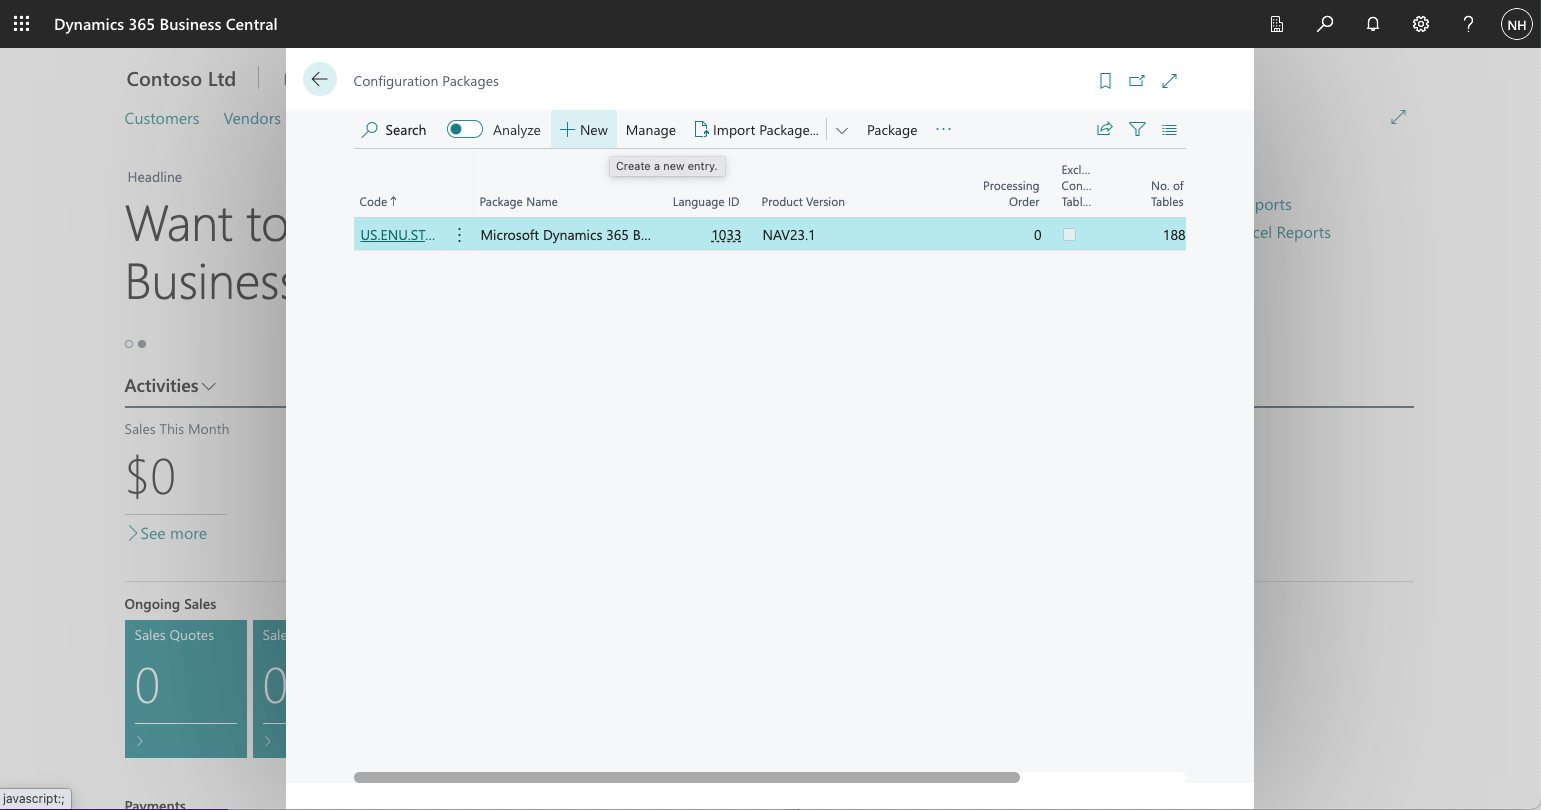 Dynamics 365 Business Central
NH
Contoso Ltd
Customers Vendors
Headline
Want to
Business
Activities
Sales This Month
$0
See more
Ongoing Sales
Sales Quotes
0
Sale
0
Payments
javascript:;
Configuration Packages
Search Analyze New Manage Import Package... Package ...
Create a new entry.
Code ↑ Package Name Language ID Product Version Processing Order Excl... Con... Tabl... No. of Tables
US.ENU.ST... Microsoft Dynamics 365 B... 1033 NAV23.1 0 188
ports
cel Reports